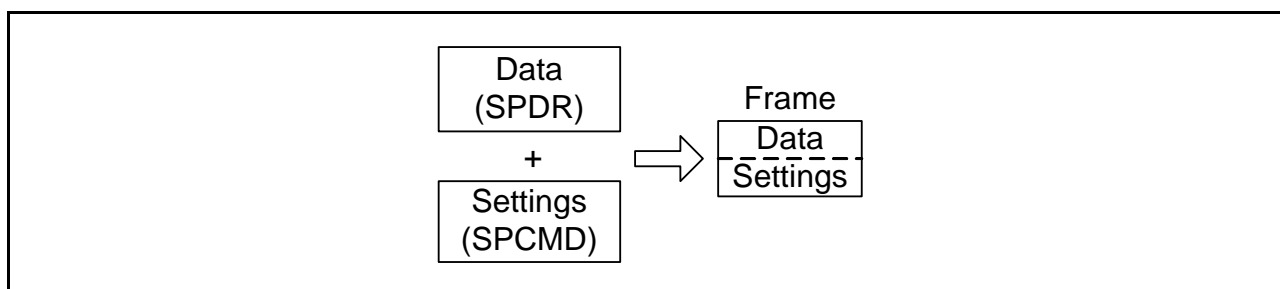 Data
(SPDR)
+
Settings
(SPCMD)
Frame
Data
Settings